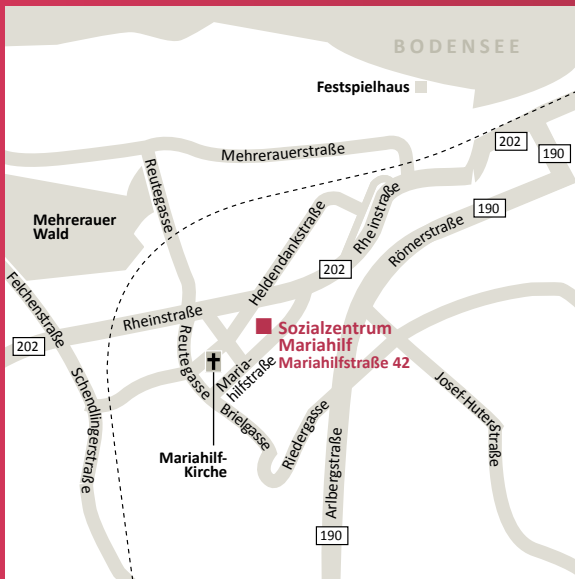 BODENSEE
Festspielhaus
202
190
Mehrerauerstraße
Reutegasse
Rheinstraße
190
Römerstraße
Mehrerauer
Wald
Heldendankstraße
202
Felchenstraße
Rheinstraße
202
Sozialzentrum
Mariahilf
Mariahilfstraße 42
Reutegasse
Maria-
hilfstraße
Schendlingerstraße
Brielgasse
Riedergasse
Josef-Huter-
Straße
Mariahilf-
Kirche
Arlbergstraße
190